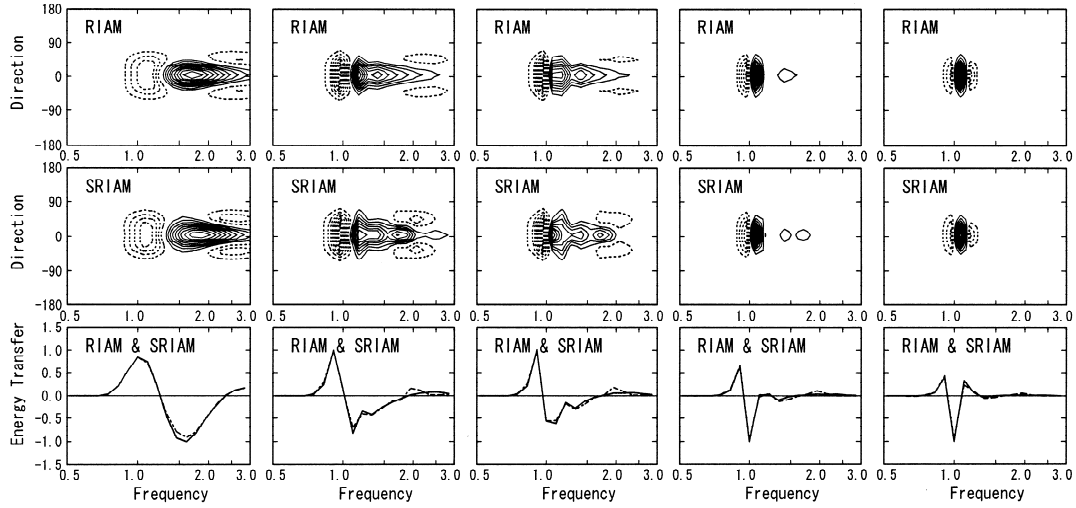 180 RIAM RIAM RIAM RIAM RIAM
90
Direction
0
-90
-180
0.5 1.0 2.0 3.0 0.5 1.0 2.0 3.0 0.5 1.0 2.0 3.0 0.5 1.0 2.0 3.0 0.5 1.0 2.0 3.0
180 SRIAM SRIAM SRIAM SRIAM SRIAM
90
Direction
0
-90
-180
0.5 1.0 2.0 3.0 0.5 1.0 2.0 3.0 0.5 1.0 2.0 3.0 0.5 1.0 2.0 3.0 0.5 1.0 2.0 3.0
1.5 RIAM & SRIAM RIAM & SRIAM RIAM & SRIAM RIAM & SRIAM RIAM & SRIAM
1.0
0.5
Energy Transfer
0.0
-0.5
-1.0
-1.5
0.5 1.0 2.0 3.0 0.5 1.0 2.0 3.0 0.5 1.0 2.0 3.0 0.5 1.0 2.0 3.0 0.5 1.0 2.0 3.0
Frequency Frequency Frequency Frequency Frequency